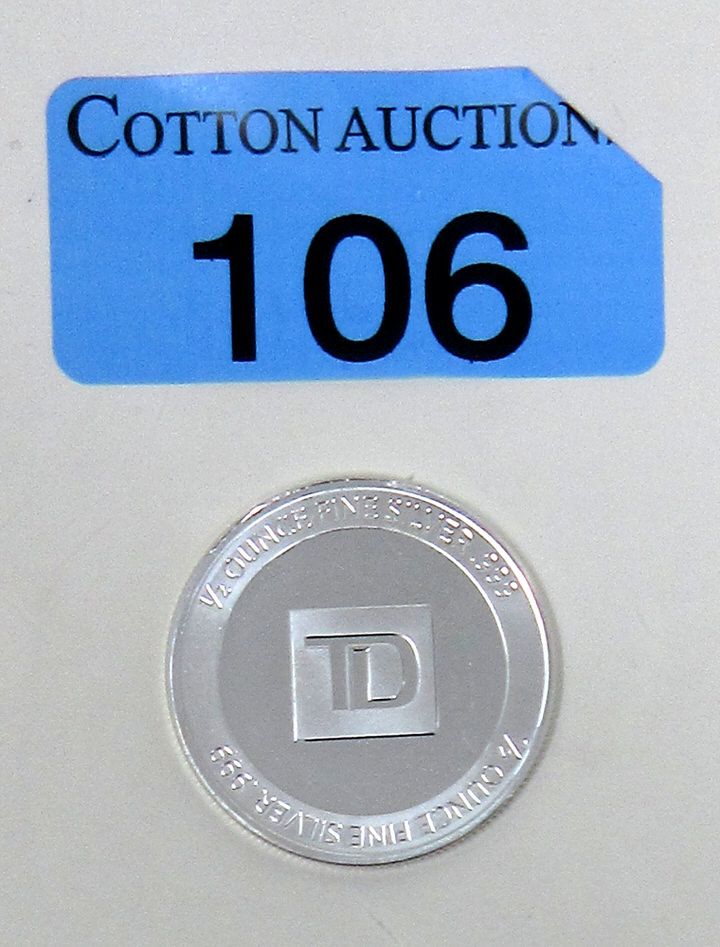 COTTON AUCTION
106
1/2 OUNCE FINE SILVER .999
TD
1/2 OUNCE FINE SILVER .999